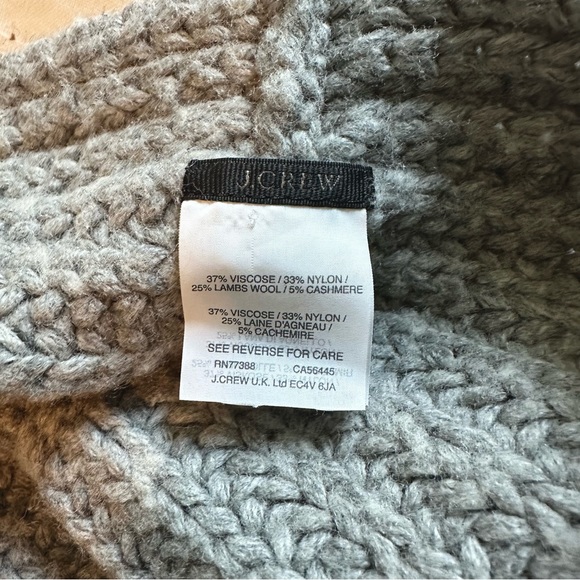 J.CREW
37% VISCOSE / 33% NYLON /
25% LAMBS WOOL / 5% CASHMERE
37% VISCOSE / 33% NYLON /
25% LAINE D'AGNEAU /
5% CACHEMIRE
SEE REVERSE FOR CARE
RN77388 CA56445
J.CREW U.K. Ltd EC4V 6JA